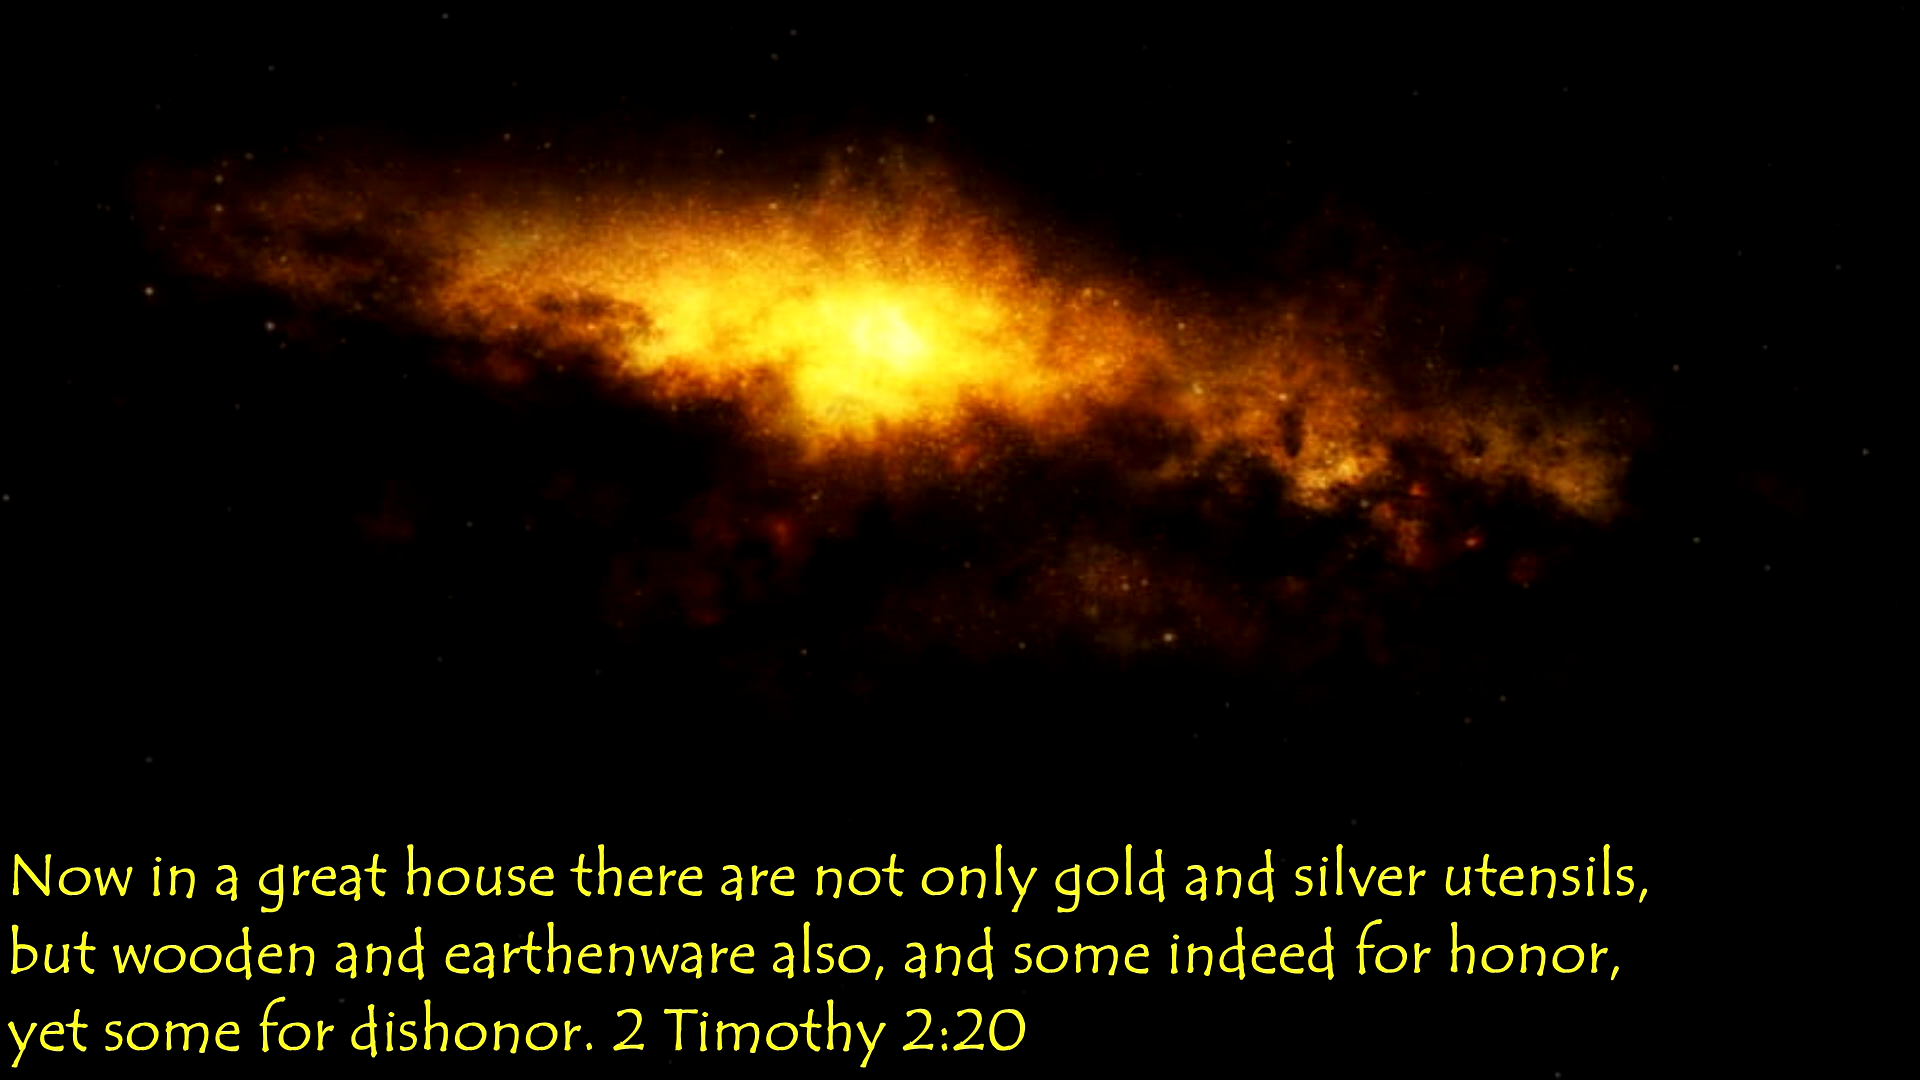 Now in a great house there are not only gold and silver utensils,
but wooden and earthenware also, and some indeed for honor,
yet some for dishonor. 2 Timothy 2:20